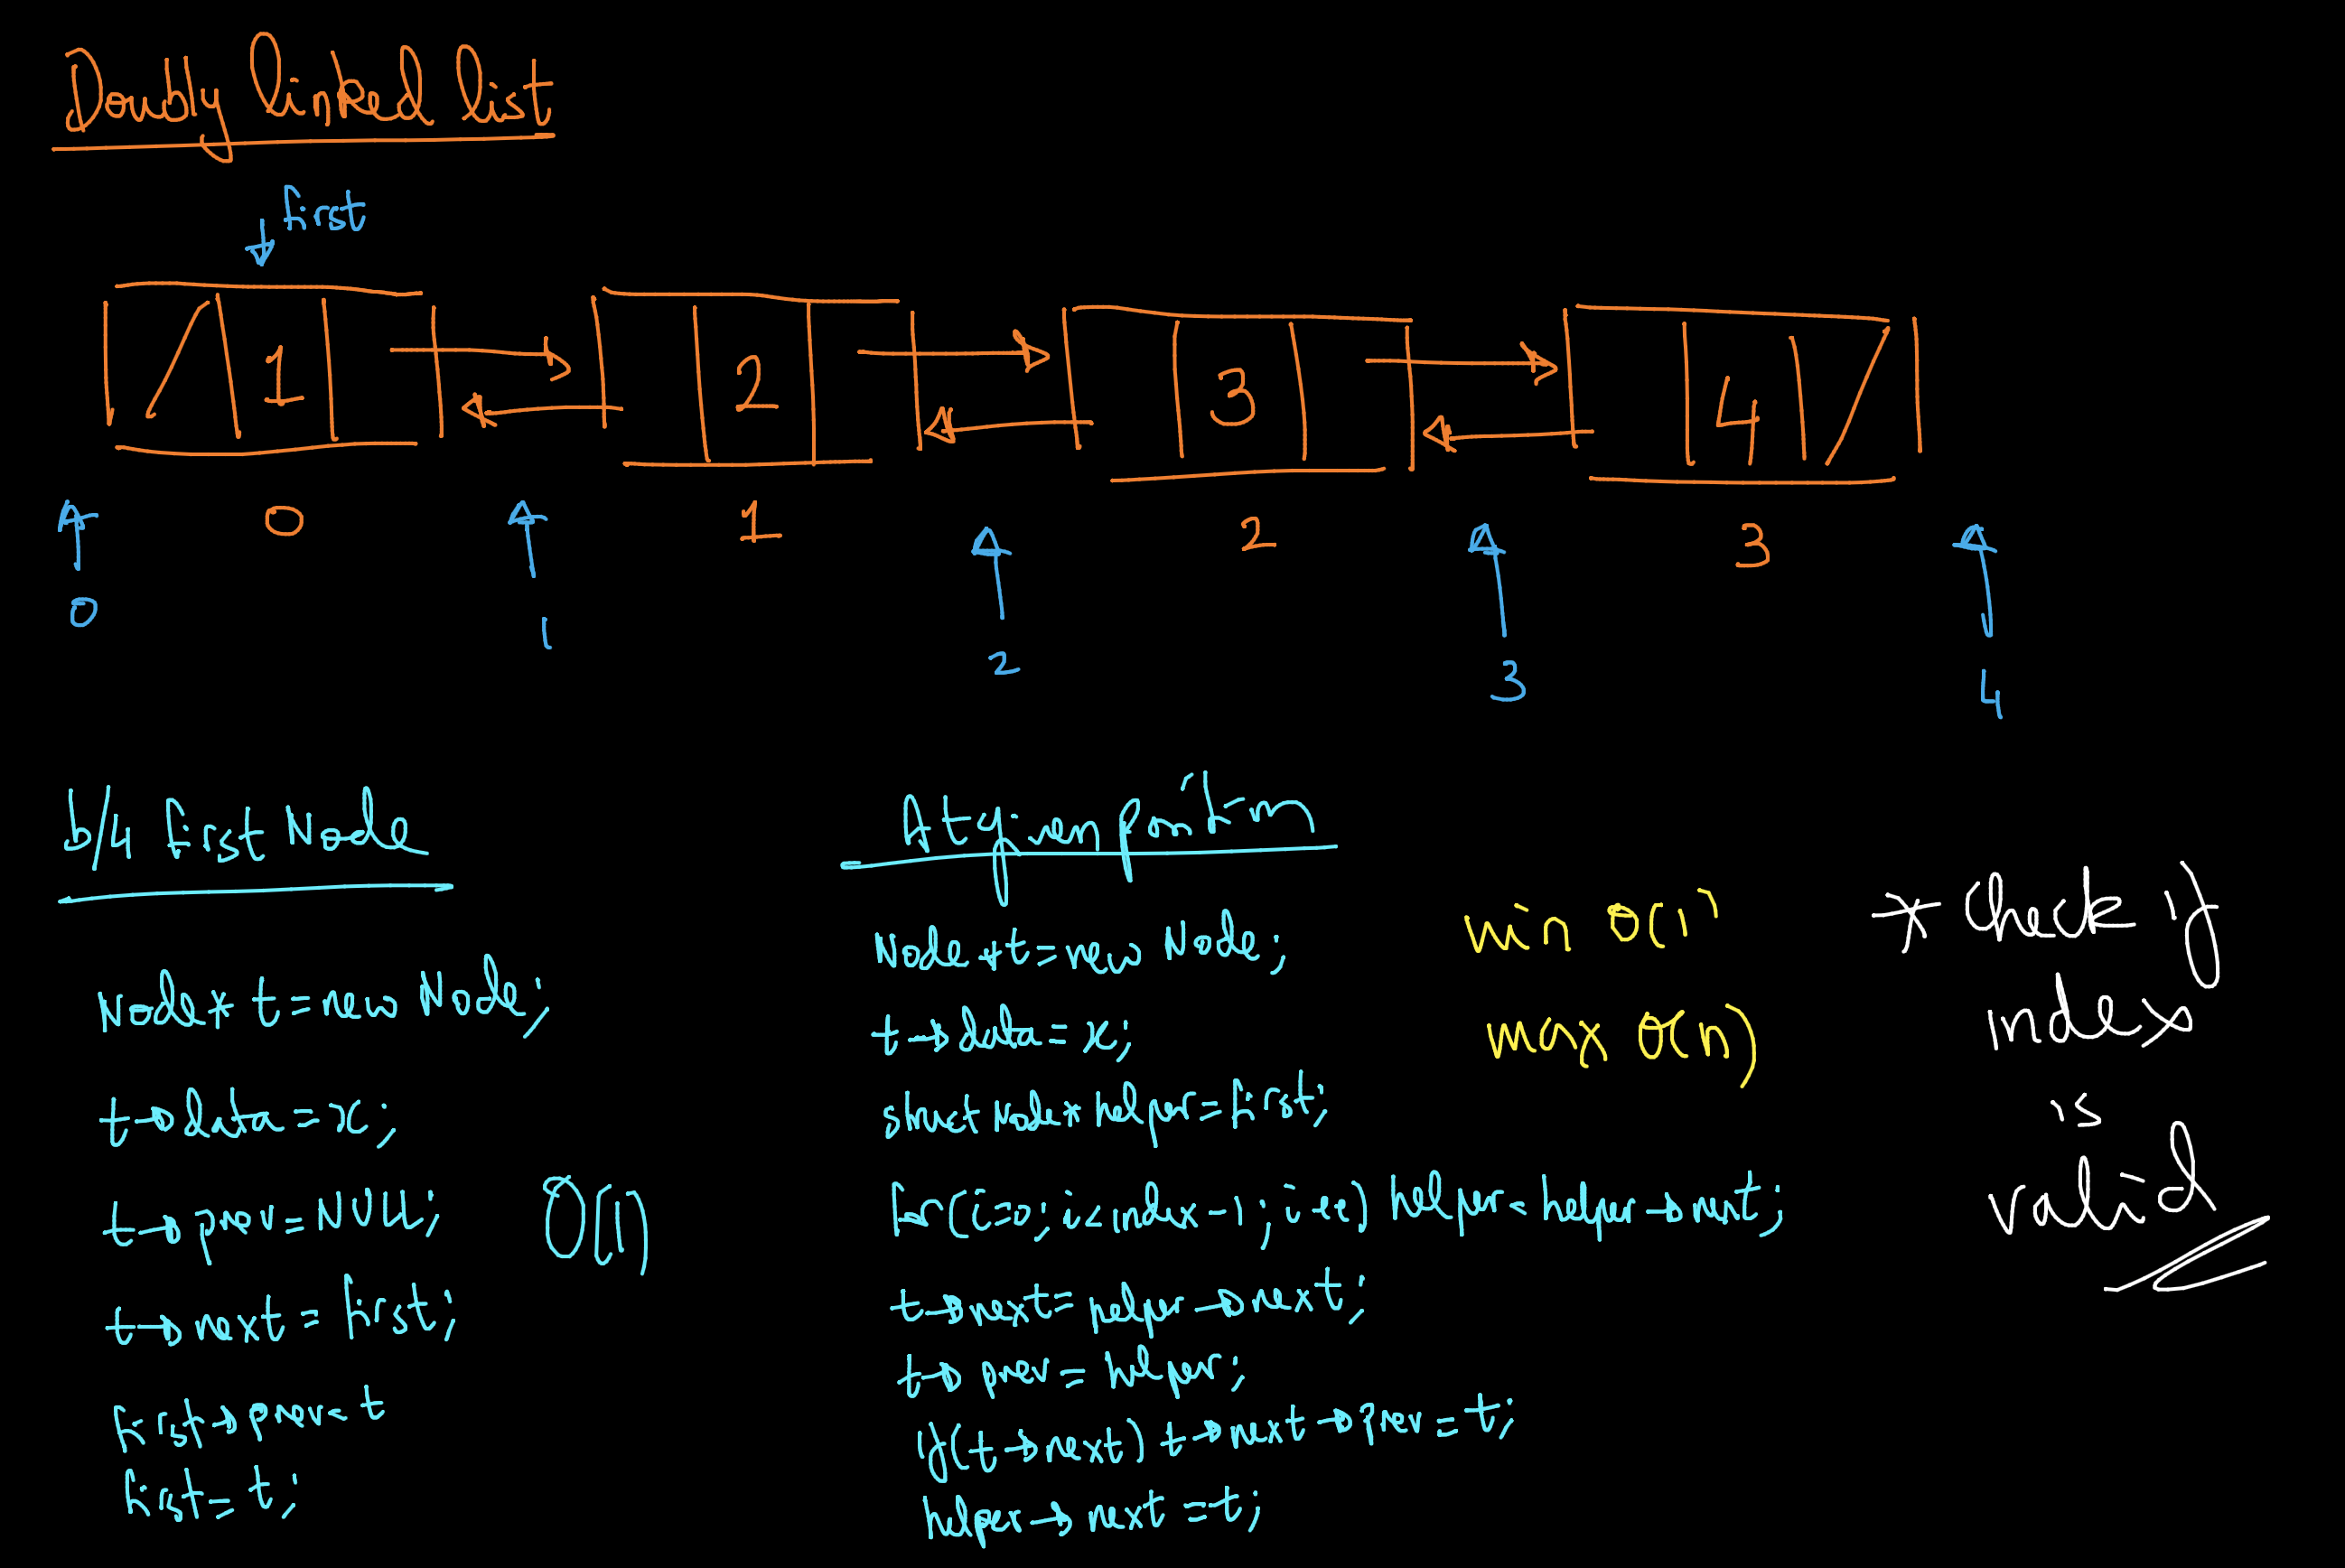 Doubly linked list
first
1 2 3 4
0 1 2 3
0 1 2 3 4
b/4 first Node
Node* t=new Node;
t→data=x;
t→prev=NULL;
O(1)
t→next=first;
first→prev=t
first=t;
At given position
Node *t=new Node;
t→data=x;
struct Node* helper=first;
for(i=0;i<index-1;i++) helper=helper→next;
t→next=helper→next;
t→prev=helper;
if(t→next) t→next→prev=t;
helper→next=t;
min O(1)
max O(n)
* Check if
index
is
valid